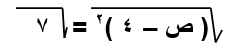 √(ص – ٤)٢ = √٧